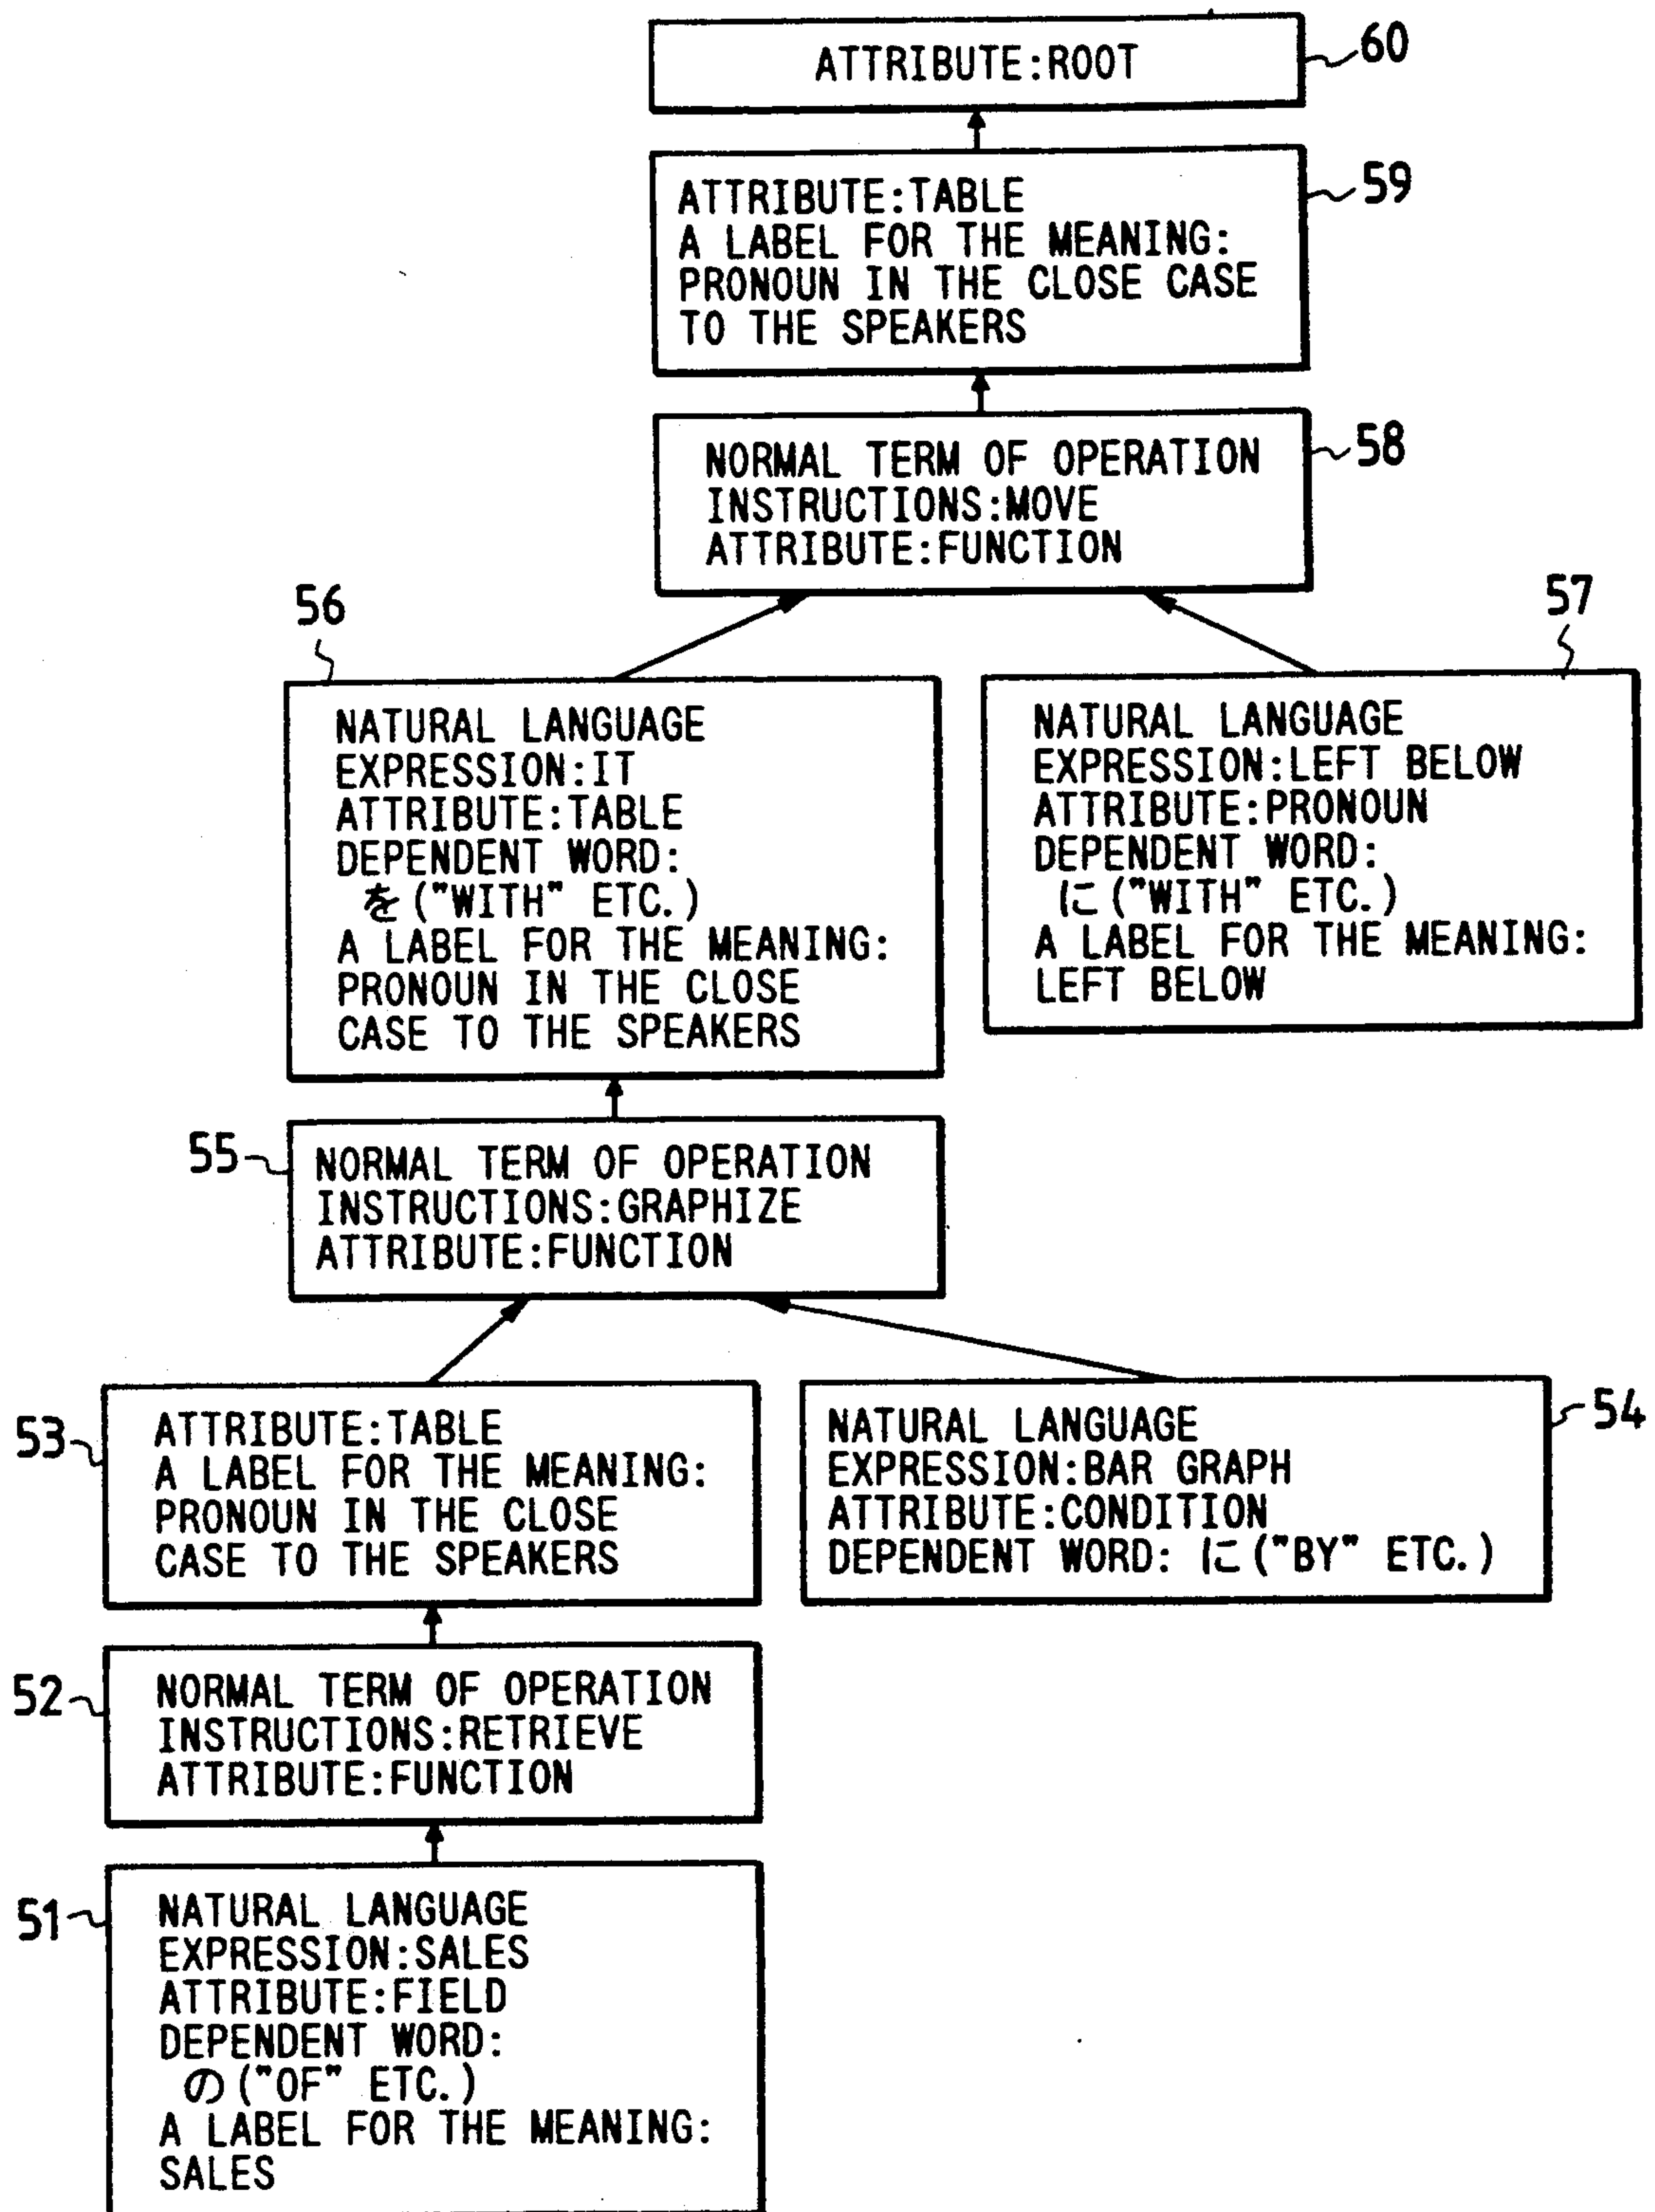 60
ATTRIBUTE:ROOT
59
ATTRIBUTE:TABLE
A LABEL FOR THE MEANING:
PRONOUN IN THE CLOSE CASE
TO THE SPEAKERS
58
NORMAL TERM OF OPERATION
INSTRUCTIONS:MOVE
ATTRIBUTE:FUNCTION
56
NATURAL LANGUAGE
EXPRESSION:IT
ATTRIBUTE:TABLE
DEPENDENT WORD:
を("WITH" ETC.)
A LABEL FOR THE MEANING:
PRONOUN IN THE CLOSE
CASE TO THE SPEAKERS
57
NATURAL LANGUAGE
EXPRESSION:LEFT BELOW
ATTRIBUTE:PRONOUN
DEPENDENT WORD:
に("WITH" ETC.)
A LABEL FOR THE MEANING:
LEFT BELOW
55
NORMAL TERM OF OPERATION
INSTRUCTIONS:GRAPHIZE
ATTRIBUTE:FUNCTION
53
ATTRIBUTE:TABLE
A LABEL FOR THE MEANING:
PRONOUN IN THE CLOSE
CASE TO THE SPEAKERS
54
NATURAL LANGUAGE
EXPRESSION:BAR GRAPH
ATTRIBUTE:CONDITION
DEPENDENT WORD: に("BY" ETC.)
52
NORMAL TERM OF OPERATION
INSTRUCTIONS:RETRIEVE
ATTRIBUTE:FUNCTION
51
NATURAL LANGUAGE
EXPRESSION:SALES
ATTRIBUTE:FIELD
DEPENDENT WORD:
の("OF" ETC.)
A LABEL FOR THE MEANING:
SALES